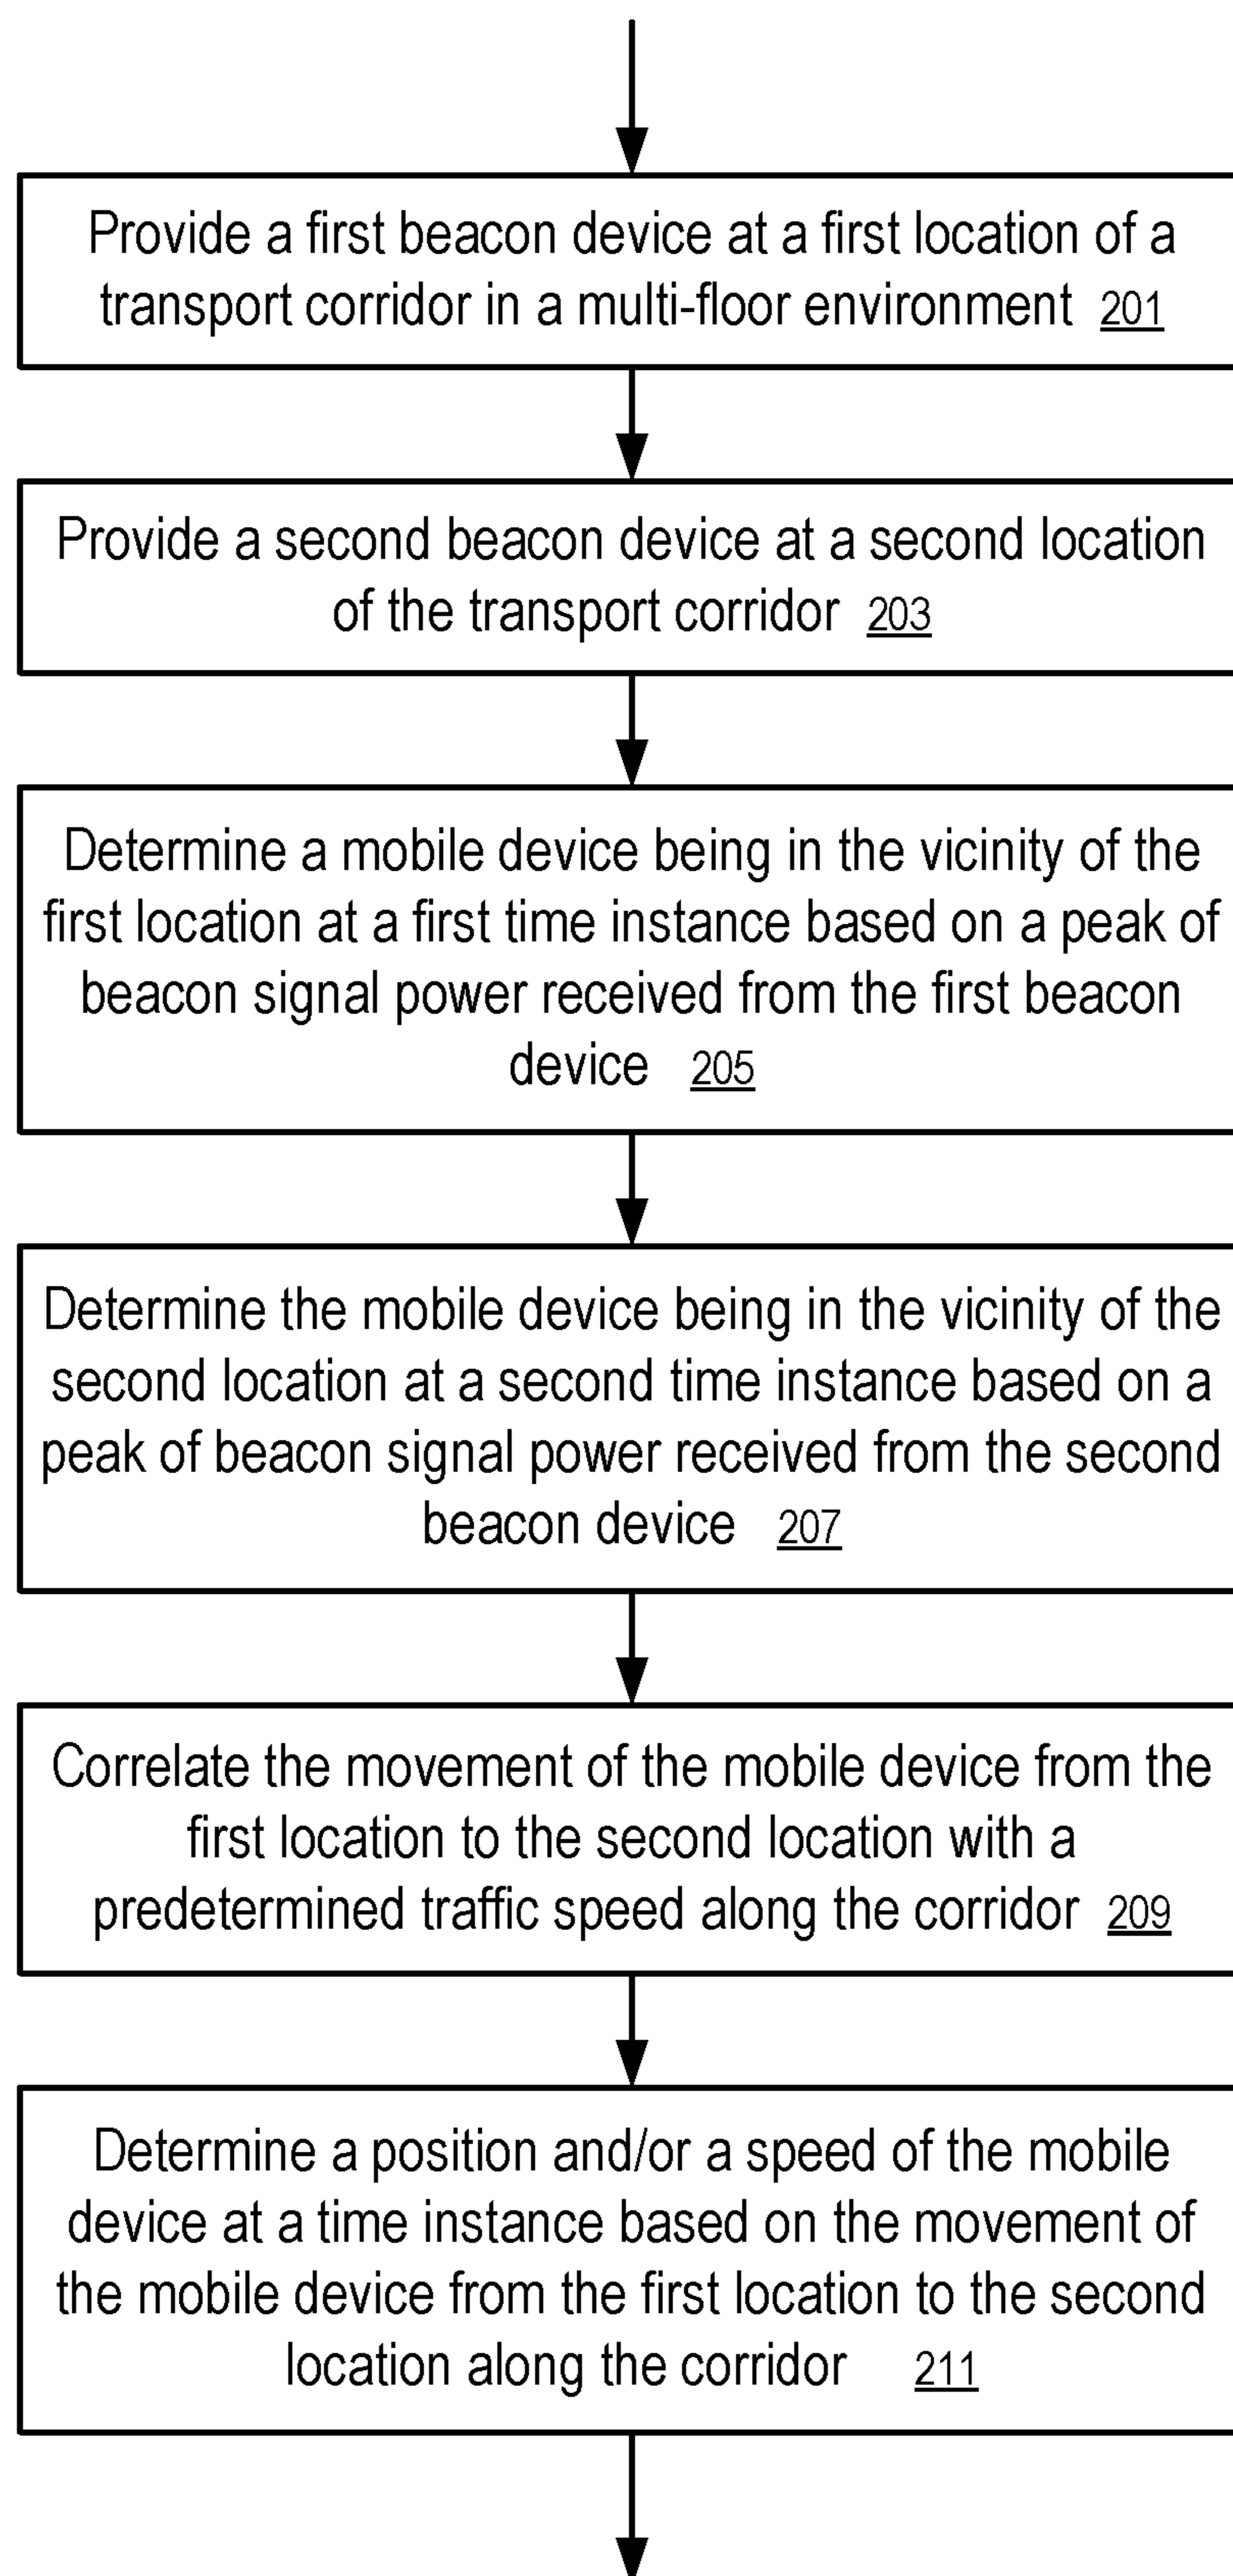 Provide a first beacon device at a first location of a
transport corridor in a multi-floor environment 201
Provide a second beacon device at a second location
of the transport corridor 203
Determine a mobile device being in the vicinity of the
first location at a first time instance based on a peak of
beacon signal power received from the first beacon
device 205
Determine the mobile device being in the vicinity of the
second location at a second time instance based on a
peak of beacon signal power received from the second
beacon device 207
Correlate the movement of the mobile device from the
first location to the second location with a
predetermined traffic speed along the corridor 209
Determine a position and/or a speed of the mobile
device at a time instance based on the movement of
the mobile device from the first location to the second
location along the corridor 211